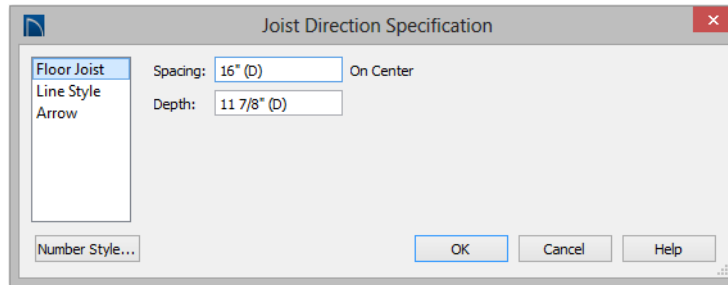 Joist Direction Specification
Floor Joist
Line Style
Arrow
Spacing: 16" (D) On Center
Depth: 11 7/8" (D)
Number Style... OK Cancel Help